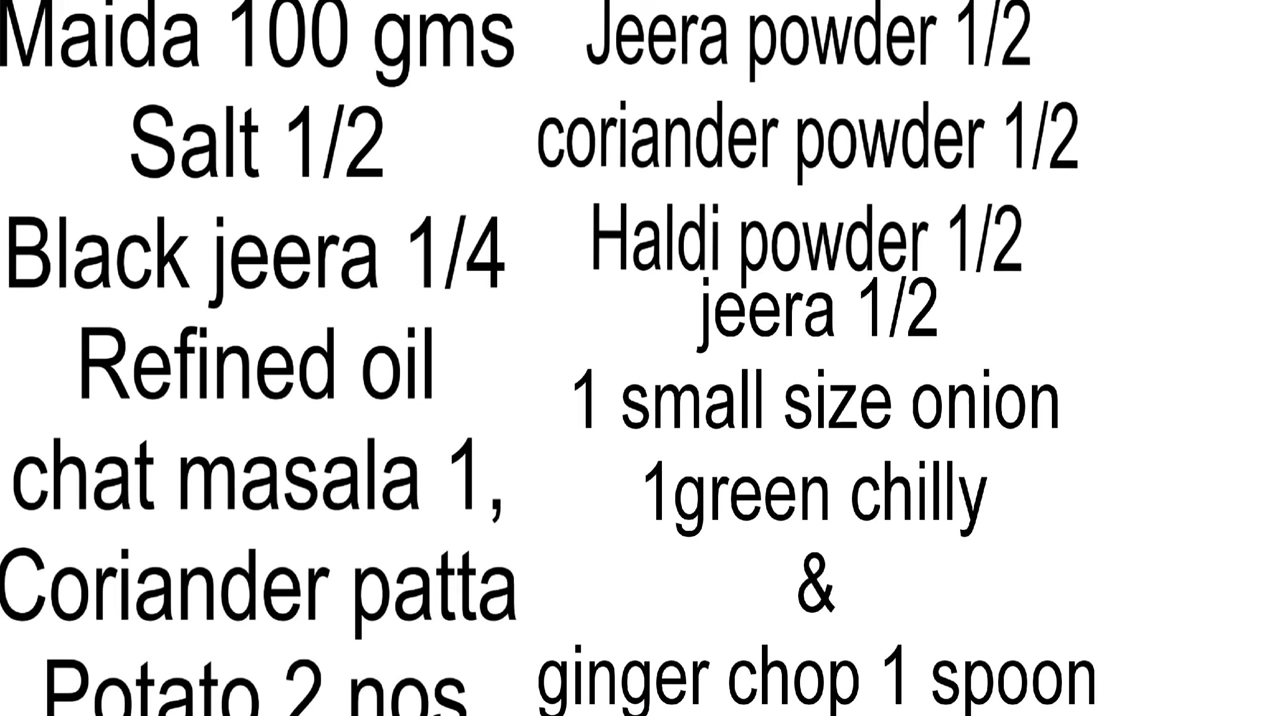 Maida 100 gms
Salt 1/2
Black jeera 1/4
Refined oil
chat masala 1,
Coriander patta
Potato 2 nos
Jeera powder 1/2
coriander powder 1/2
Haldi powder 1/2
jeera 1/2
1 small size onion
1green chilly
&
ginger chop 1 spoon